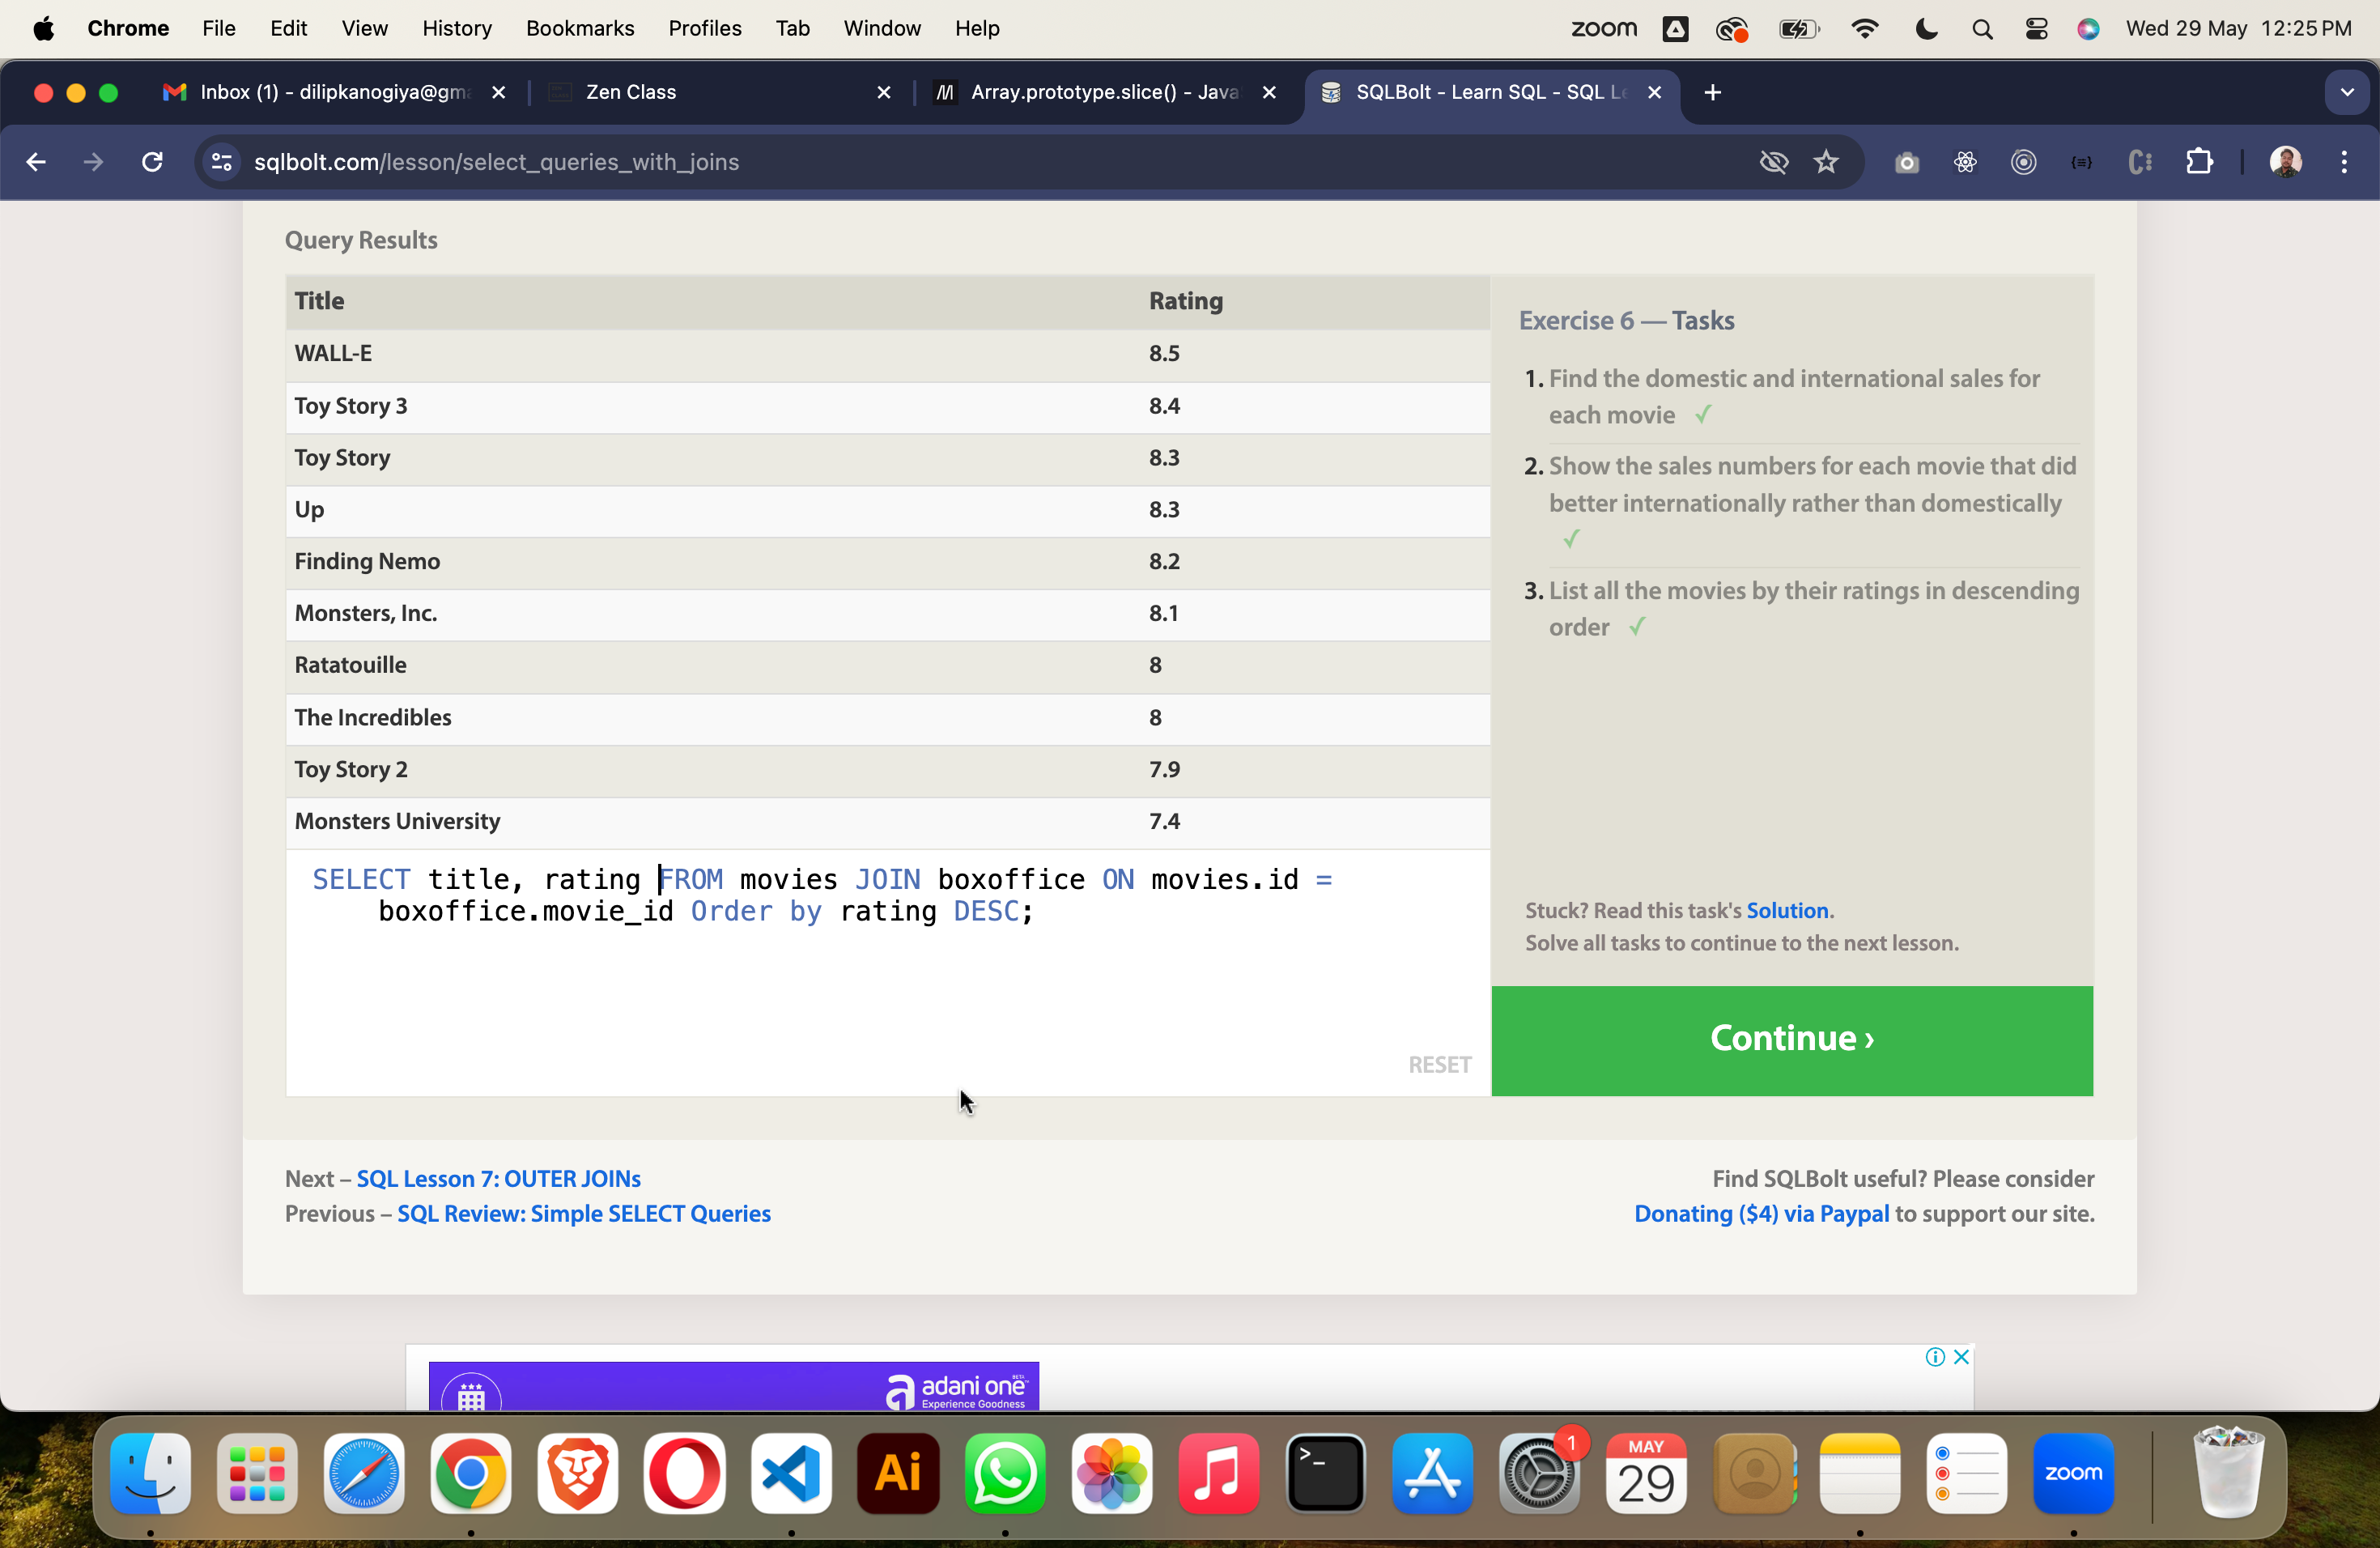 Chrome File Edit View History Bookmarks Profiles Tab Window Help zoom Wed 29 May 12:25 PM
Inbox (1) - dilipkanogiya@gma Zen Class Array.prototype.slice() - Java SQLBolt - Learn SQL - SQL Le
sqlbolt.com/lesson/select_queries_with_joins
Query Results
Title Rating
WALL-E 8.5
Toy Story 3 8.4
Toy Story 8.3
Up 8.3
Finding Nemo 8.2
Monsters, Inc. 8.1
Ratatouille 8
The Incredibles 8
Toy Story 2 7.9
Monsters University 7.4
SELECT title, rating FROM movies JOIN boxoffice ON movies.id =
boxoffice.movie_id Order by rating DESC;
RESET
Exercise 6 — Tasks
1. Find the domestic and international sales for
each movie ✓
2. Show the sales numbers for each movie that did
better internationally rather than domestically
✓
3. List all the movies by their ratings in descending
order ✓
Stuck? Read this task's Solution.
Solve all tasks to continue to the next lesson.
Continue ›
Next – SQL Lesson 7: OUTER JOINs
Previous – SQL Review: Simple SELECT Queries
Find SQLBolt useful? Please consider
Donating ($4) via Paypal to support our site.
adani one BETA
Experience Goodness
Ai
1
MAY
29
zoom